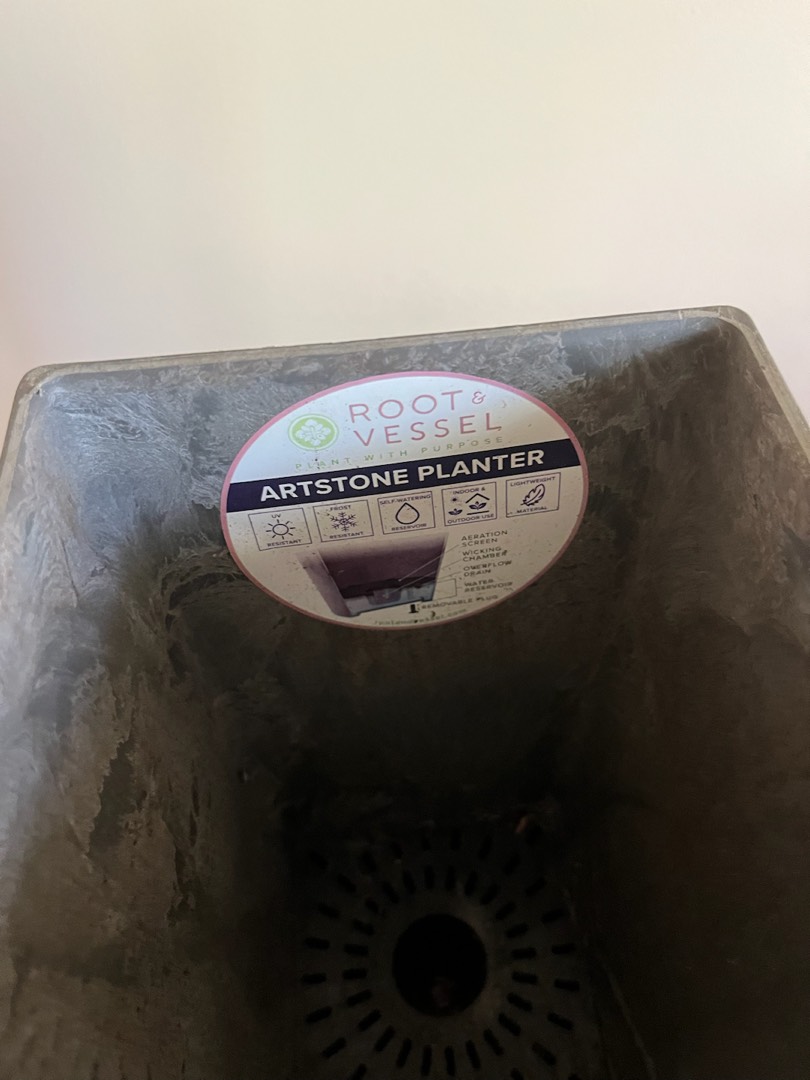 ROOT &
VESSEL
PLANT WITH PURPOSE
ARTSTONE PLANTER
UV
RESISTANT
FROST
RESISTANT
SELF-WATERING
RESERVOIR
INDOOR &
OUTDOOR USE
LIGHTWEIGHT
MATERIAL
AERATION
SCREEN
WICKING
CHAMBER
OVERFLOW
DRAIN
WATER
RESERVOIR
REMOVABLE PLUG